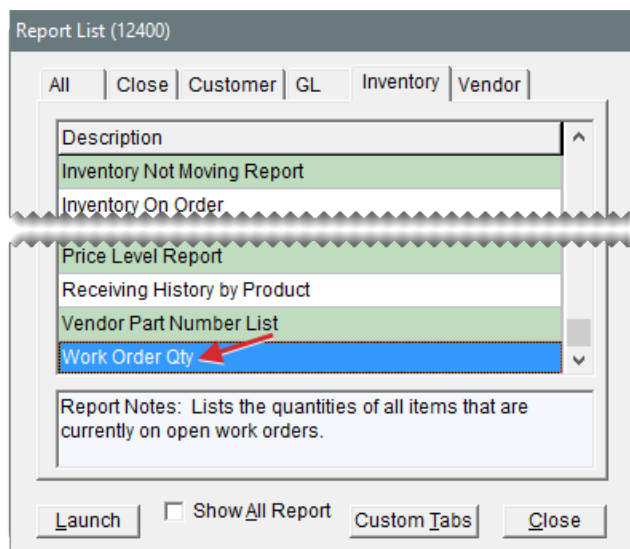 Report List (12400)
All Close Customer GL Inventory Vendor
Description
Inventory Not Moving Report
Inventory On Order
Price Level Report
Receiving History by Product
Vendor Part Number List
Work Order Qty
Report Notes:  Lists the quantities of all items that are
currently on open work orders.
Launch Show All Report Custom Tabs Close